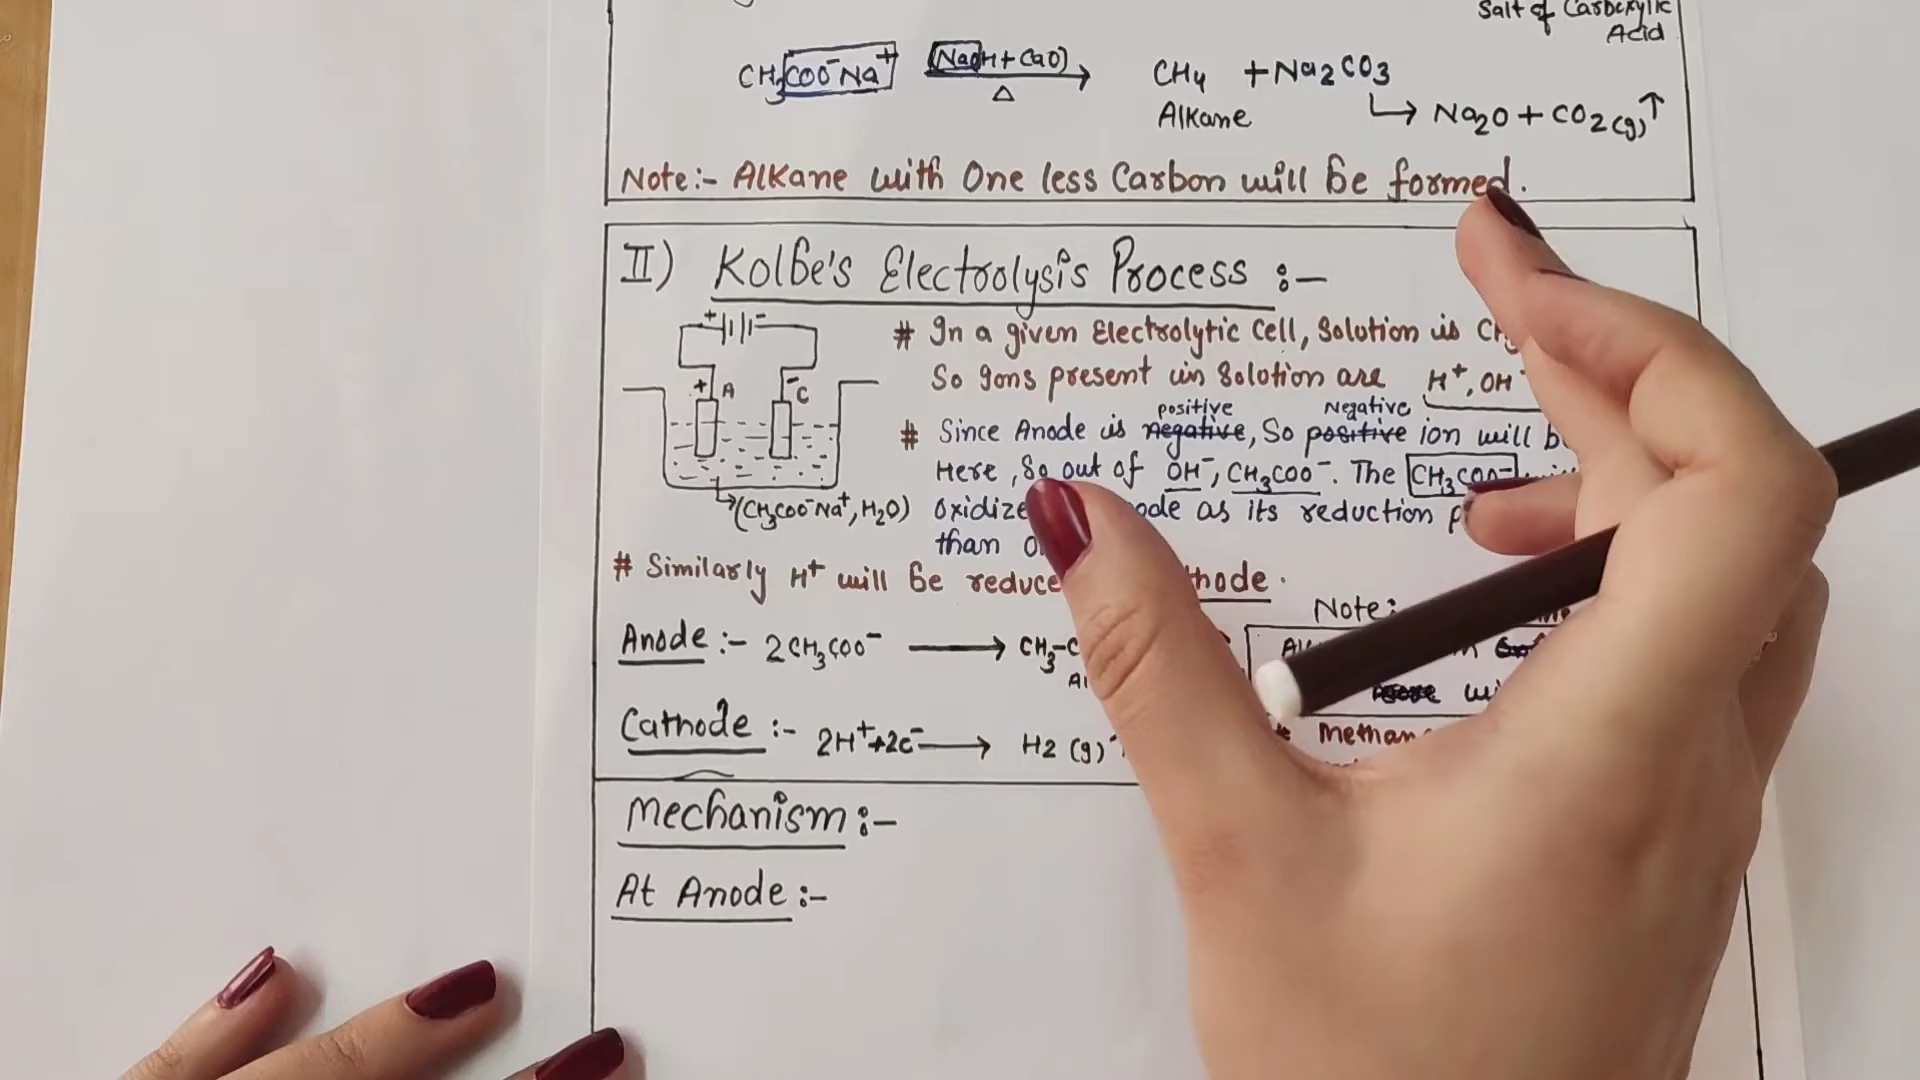 Salt of Carboxylic
Acid
CH3COO⁻Na⁺ (NaOH + CaO) CH4 + Na2CO3
△
Alkane → Na2O + CO2(g)↑
Note:- Alkane with One less Carbon will be formed.
II) Kolbe's Electrolysis Process :-
+ -
# In a given Electrolytic Cell, Solution is
So Ions present in Solution are H⁺, OH⁻
+ A - C
positive Negative
# Since Anode is negative, So positive ion will
Here, So out of OH⁻, CH3COO⁻. The CH3COO⁻
(CH3COO⁻Na⁺, H2O) as its reduction
than
# Similarly H⁺ will be
Note:
Anode :- 2CH3COO⁻ ⟶ CH3-
Cathode :- 2H⁺+2e⁻ ⟶ H2 (g)
Mechanism :-
At Anode :-